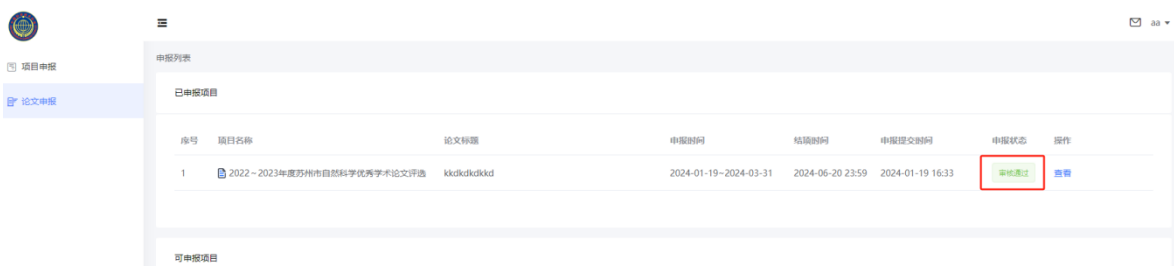 aa
项目申报
论文申报
申报列表
已申报项目
序号 项目名称 论文标题 申报时间 结项时间 申报提交时间 申报状态 操作
1 2022~2023年度苏州市自然科学优秀学术论文评选 kkdkdkdkkd 2024-01-19~2024-03-31 2024-06-20 23:59 2024-01-19 16:33 审核通过 查看
可申报项目